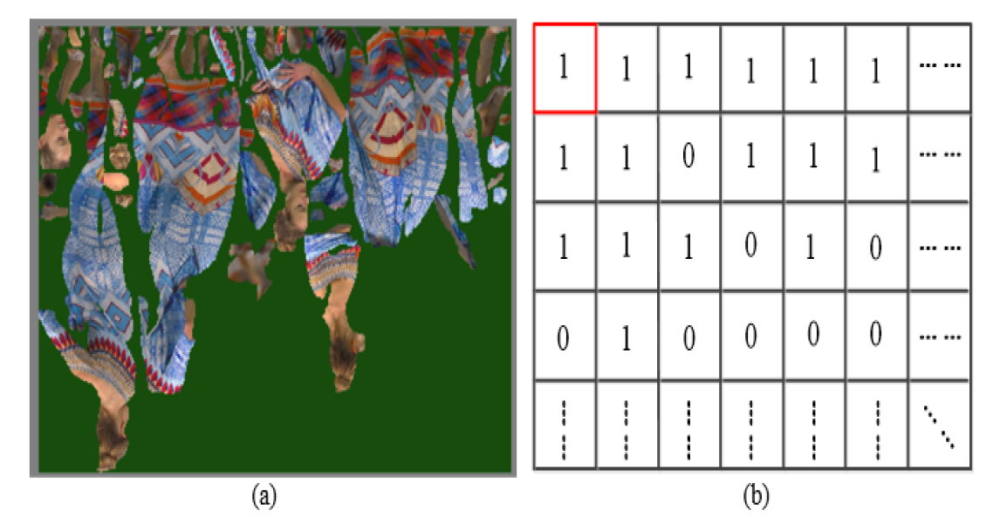 1 1 1 1 1 1 ... ...
1 1 0 1 1 1 ... ...
1 1 1 0 1 0 ... ...
0 1 0 0 0 0 ... ...
(a) (b)